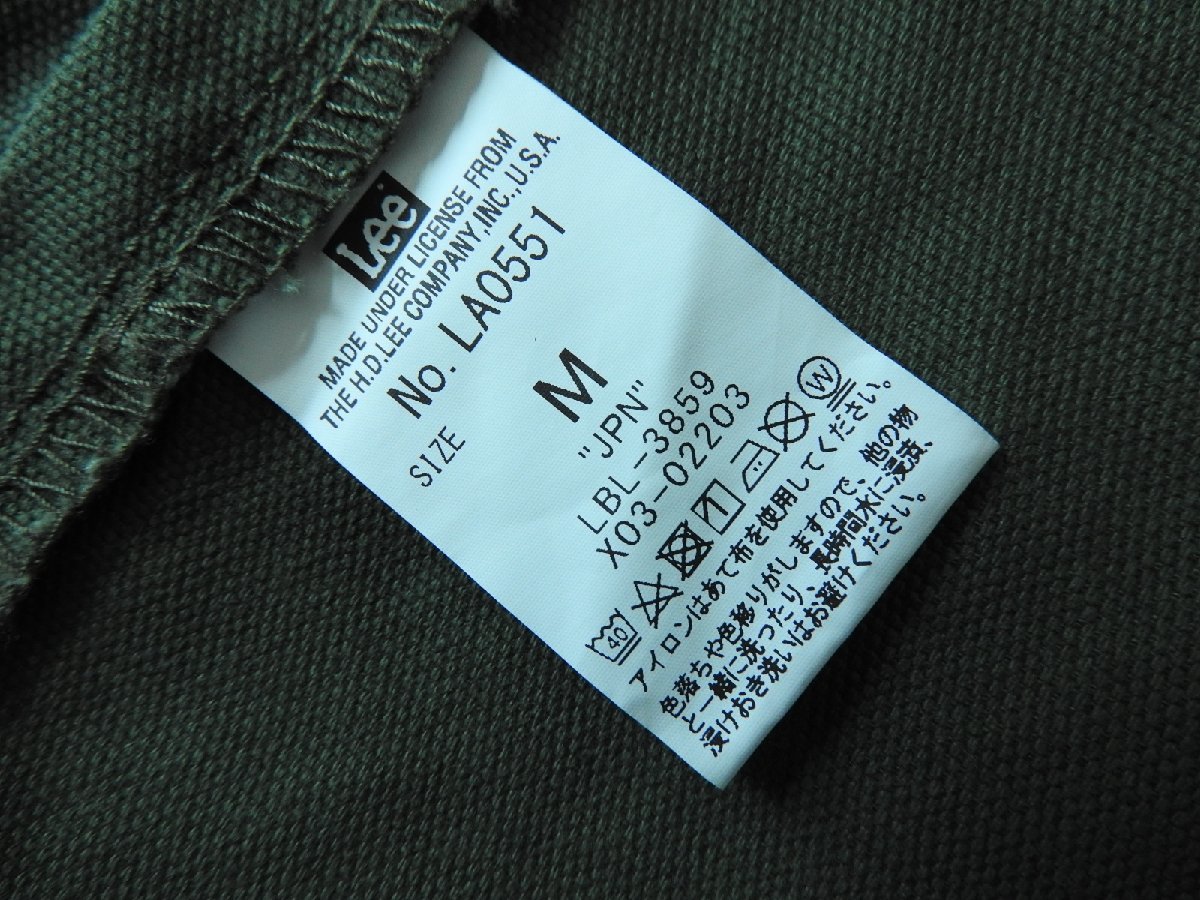 Lee
MADE UNDER LICENSE FROM
THE H.D.LEE COMPANY,INC.,U.S.A.
No. LA0551
SIZE M
"JPN"
LBL-3859
X03-02203
40 W
アイロンはあて布を使用してください。
色落ちや色移りがしますので、他の物
と一緒に洗ったり、長時間水に浸漬、
浸けおき洗いはお避けください。